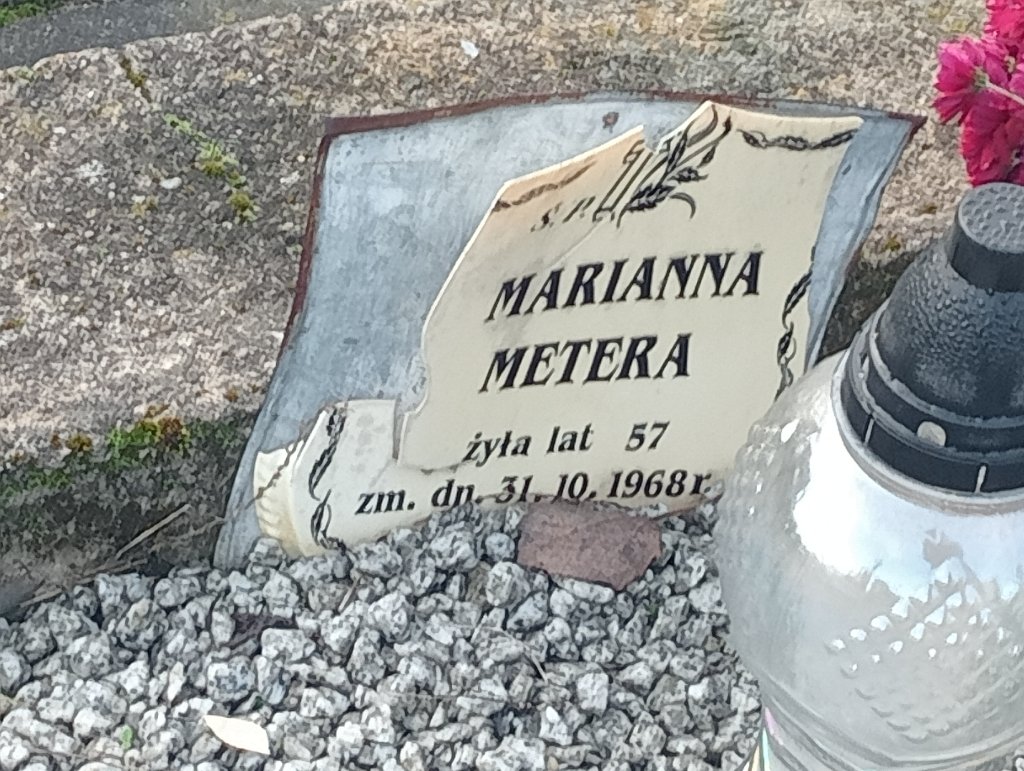 Ś.P.
MARIANNA
METERA
żyła lat 57
zm. dn. 31. 10. 1968 r.